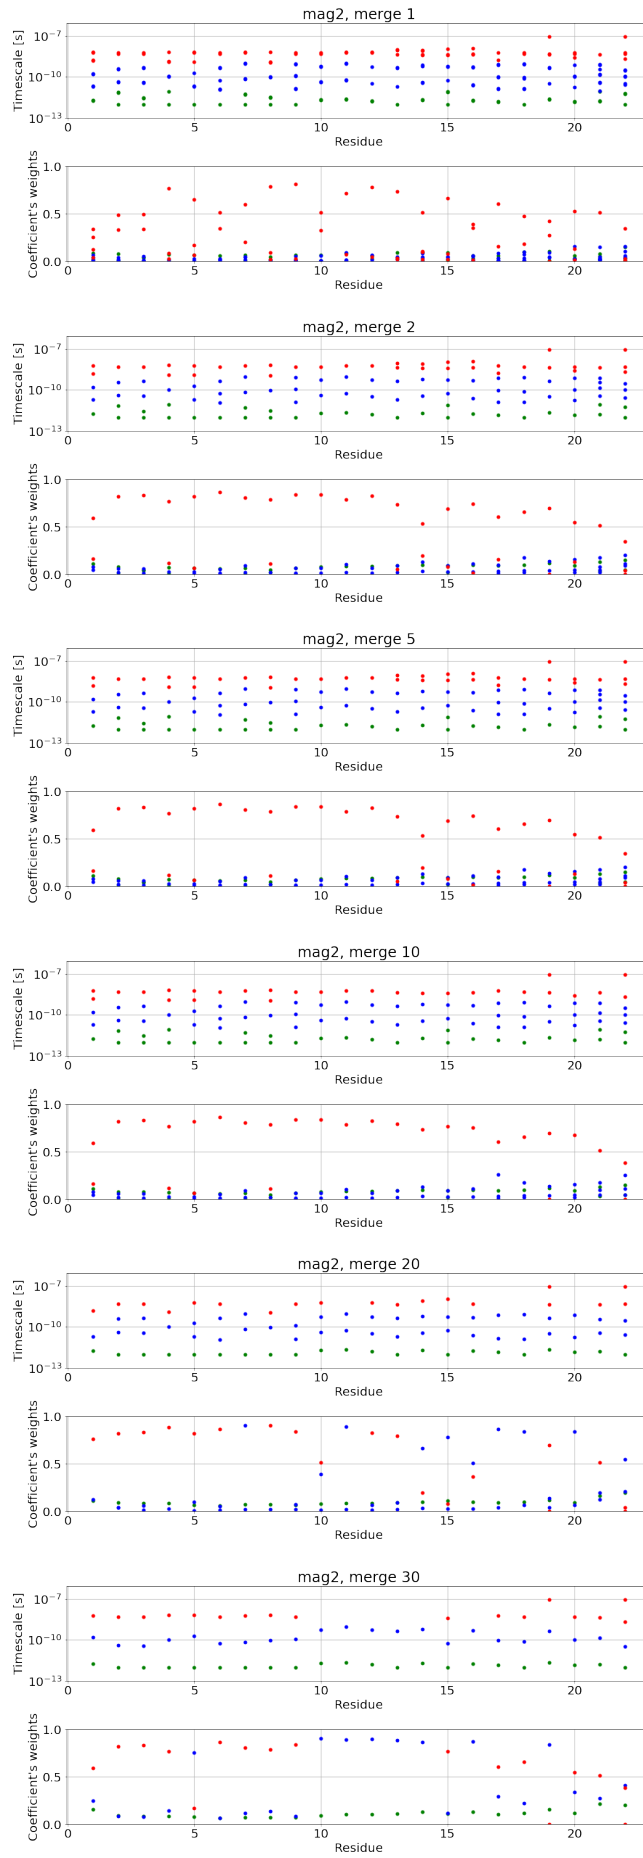 mag2, merge 1
Timescale [s]
10⁻⁷
10⁻¹⁰
10⁻¹³
0 5 10 15 20
Residue
Coefficient's weights
1.0
0.5
0.0
0 5 10 15 20
Residue
mag2, merge 2
Timescale [s]
10⁻⁷
10⁻¹⁰
10⁻¹³
0 5 10 15 20
Residue
Coefficient's weights
1.0
0.5
0.0
0 5 10 15 20
Residue
mag2, merge 5
Timescale [s]
10⁻⁷
10⁻¹⁰
10⁻¹³
0 5 10 15 20
Residue
Coefficient's weights
1.0
0.5
0.0
0 5 10 15 20
Residue
mag2, merge 10
Timescale [s]
10⁻⁷
10⁻¹⁰
10⁻¹³
0 5 10 15 20
Residue
Coefficient's weights
1.0
0.5
0.0
0 5 10 15 20
Residue
mag2, merge 20
Timescale [s]
10⁻⁷
10⁻¹⁰
10⁻¹³
0 5 10 15 20
Residue
Coefficient's weights
1.0
0.5
0.0
0 5 10 15 20
Residue
mag2, merge 30
Timescale [s]
10⁻⁷
10⁻¹⁰
10⁻¹³
0 5 10 15 20
Residue
Coefficient's weights
1.0
0.5
0.0
0 5 10 15 20
Residue